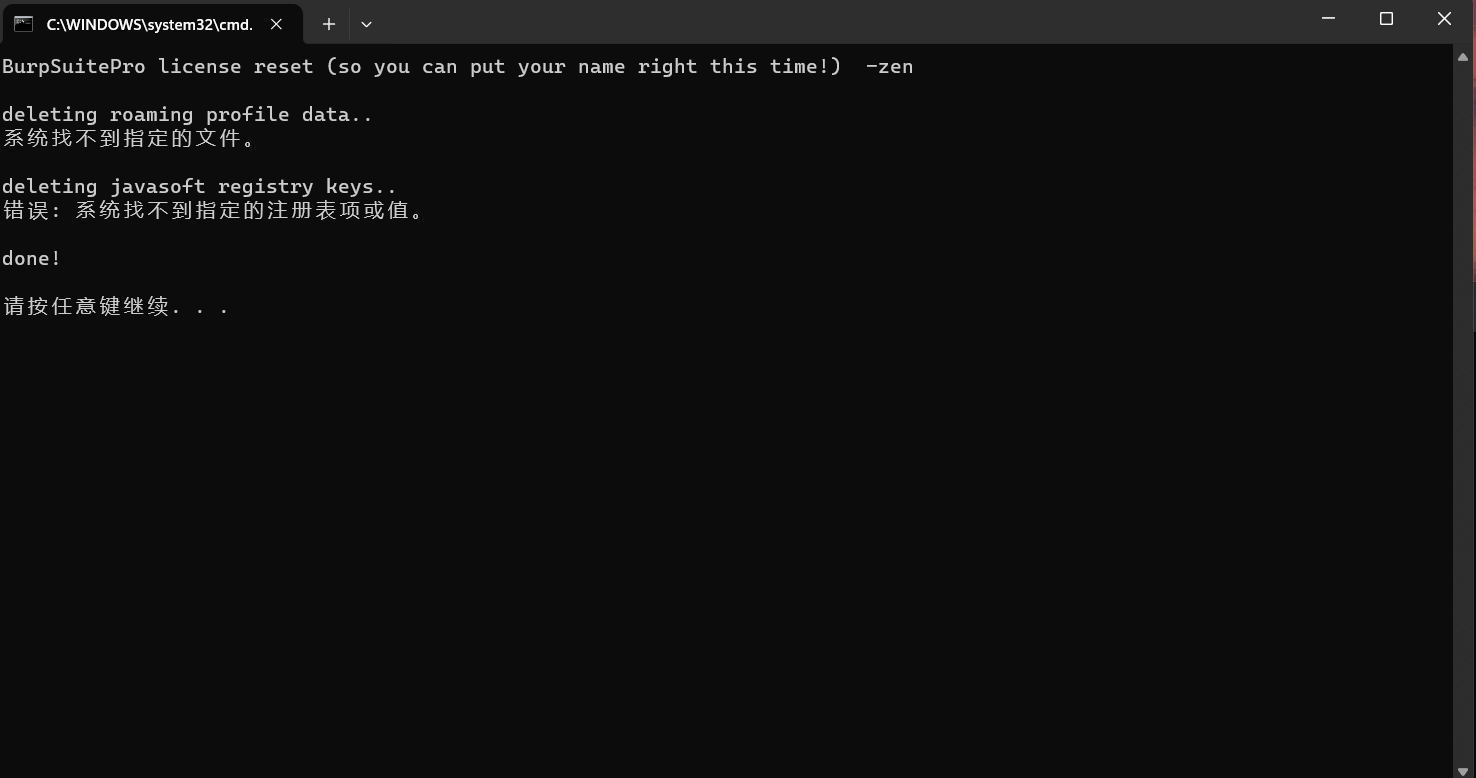 C:\WINDOWS\system32\cmd.
BurpSuitePro license reset (so you can put your name right this time!)  -zen
deleting roaming profile data..
系统找不到指定的文件。
deleting javasoft registry keys..
错误: 系统找不到指定的注册表项或值。
done!
请按任意键继续. . .